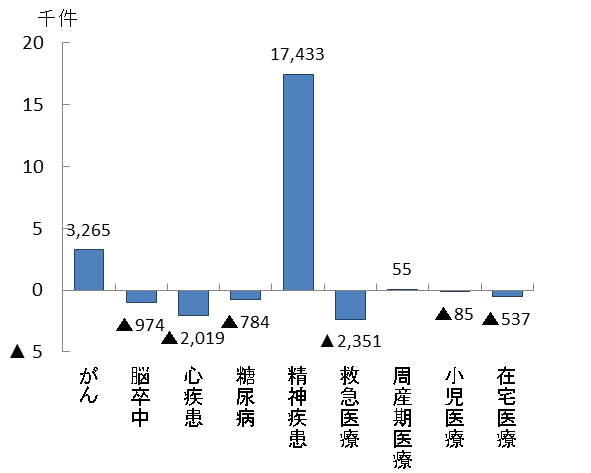 千件
20
15
10
5
0
▲ 5
3,265
▲974
▲2,019
▲784
17,433
▲2,351
55
▲85
▲537
がん
脳卒中
心疾患
糖尿病
精神疾患
救急医療
周産期医療
小児医療
在宅医療